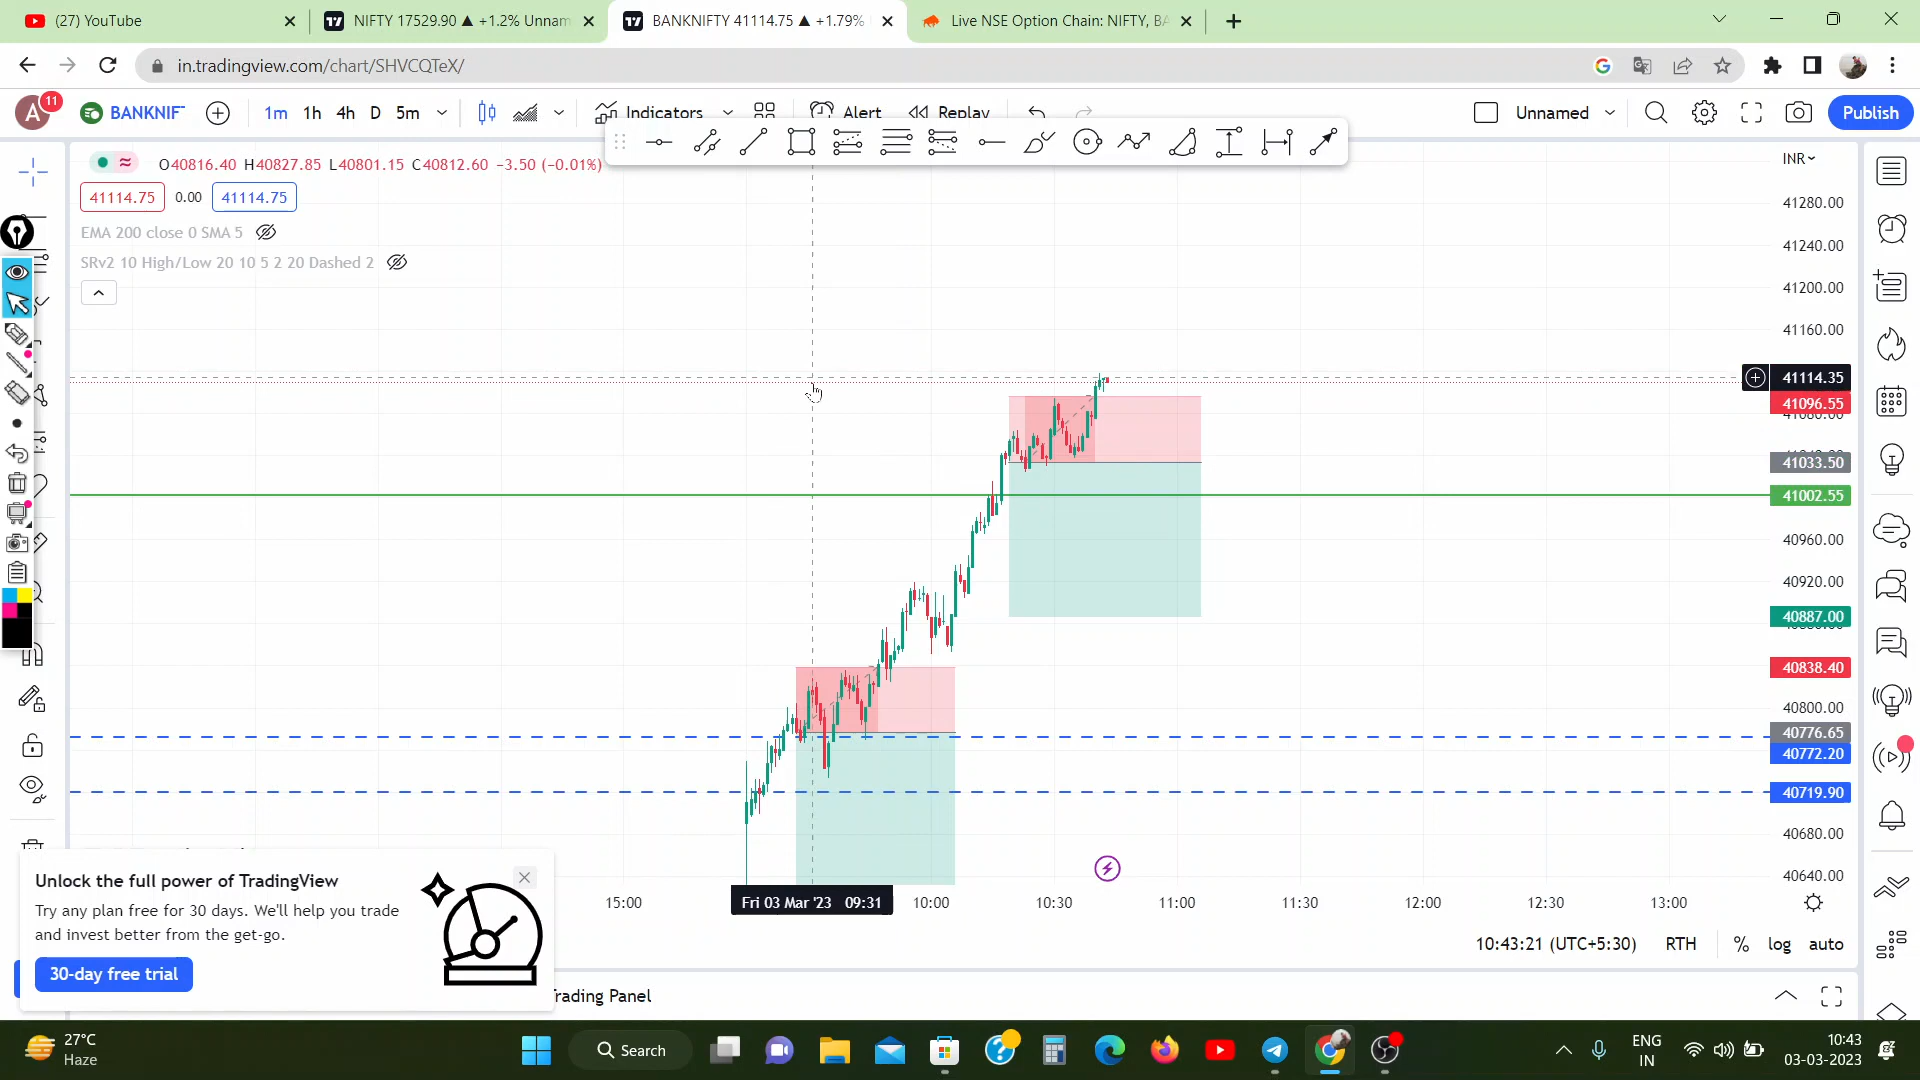 (27) YouTube
NIFTY 17529.90 ▲ +1.2% Unnam
BANKNIFTY 41114.75 ▲ +1.79%
Live NSE Option Chain: NIFTY, BA
in.tradingview.com/chart/SHVCQTeX/
A
11
BANKNIF
1m 1h 4h D 5m
Indicators
Alert
Replay
Unnamed
Publish
O40816.40 H40827.85 L40801.15 C40812.60 −3.50 (−0.01%)
INR
41114.75 0.00 41114.75
EMA 200 close 0 SMA 5
SRv2 10 High/Low 20 10 5 2 20 Dashed 2
41280.00
41240.00
41200.00
41160.00
41114.35
41096.55
41033.50
41002.55
40960.00
40920.00
40887.00
40838.40
40800.00
40776.65
40772.20
40719.90
40680.00
40640.00
15:00
Fri 03 Mar '23 09:31
10:00
10:30
11:00
11:30
12:00
12:30
13:00
Unlock the full power of TradingView
Try any plan free for 30 days. We'll help you trade
and invest better from the get-go.
30-day free trial
10:43:21 (UTC+5:30) RTH % log auto
rading Panel
27°C
Haze
Search
ENG
IN
10:43
03-03-2023